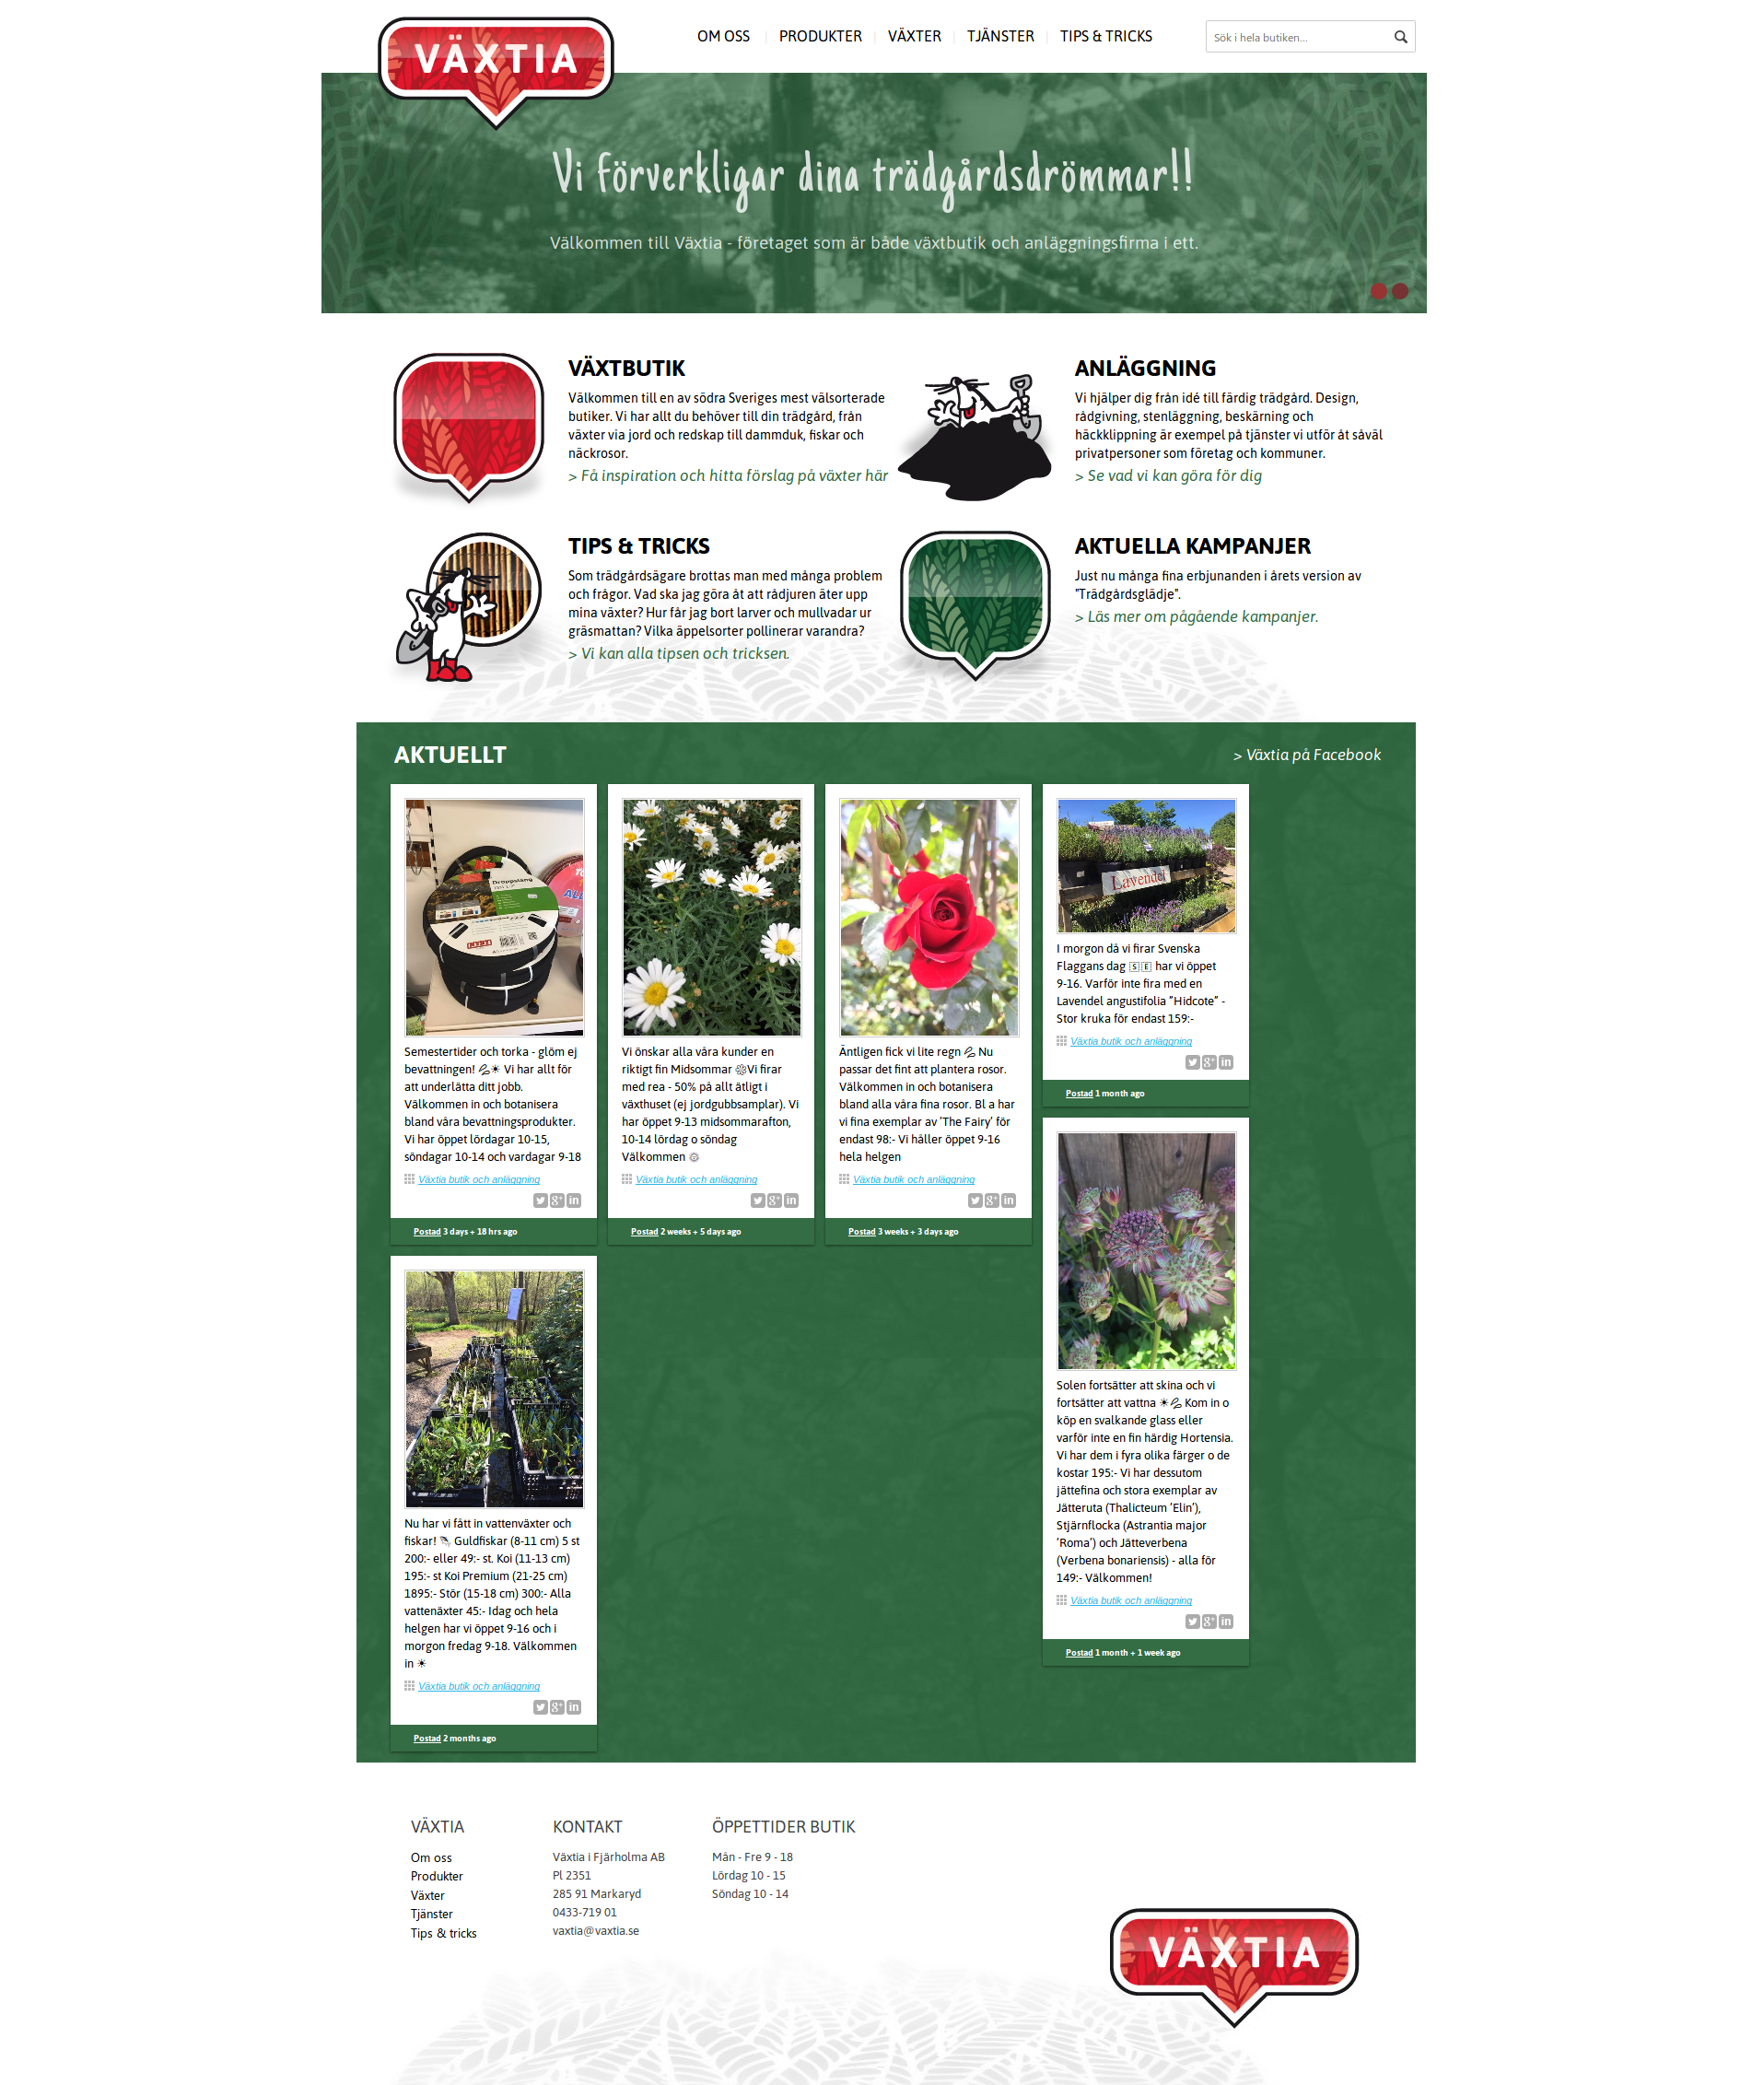 VÄXTIA
OM OSS
PRODUKTER
VÄXTER
TJÄNSTER
TIPS & TRICKS
Sök i hela butiken...
Vi förverkligar dina trädgårdsdrömmar!!
Välkommen till Växtia - företaget som är både växtbutik och anläggningsfirma i ett.
VÄXTBUTIK
Välkommen till en av södra Sveriges mest välsorterade
butiker. Vi har allt du behöver till din trädgård, från
växter via jord och redskap till dammduk, fiskar och
näckrosor.
> Få inspiration och hitta förslag på växter här
ANLÄGGNING
Vi hjälper dig från idé till färdig trädgård. Design,
rådgivning, stenläggning, beskärning och
häckklippning är exempel på tjänster vi utför åt såväl
privatpersoner som företag och kommuner.
> Se vad vi kan göra för dig
TIPS & TRICKS
Som trädgårdsägare brottas man med många problem
och frågor. Vad ska jag göra åt att rådjuren äter upp
mina växter? Hur får jag bort larver och mullvadar ur
gräsmattan? Vilka äppelsorter pollinerar varandra?
> Vi kan alla tipsen och tricksen.
AKTUELLA KAMPANJER
Just nu många fina erbjunanden i årets version av
"Trädgårdsglädje".
> Läs mer om pågående kampanjer.
AKTUELLT
> Växtia på Facebook
Droppslang
Semestertider och torka - glöm ej
bevattningen! 💦☀ Vi har allt för
att underlätta ditt jobb.
Välkommen in och botanisera
bland våra bevattningsprodukter.
Vi har öppet lördagar 10-15,
söndagar 10-14 och vardagar 9-18
Växtia butik och anläggning
Postad 3 days + 18 hrs ago
Vi önskar alla våra kunder en
riktigt fin Midsommar 🌼Vi firar
med rea - 50% på allt ätligt i
växthuset (ej jordgubbsamplar). Vi
har öppet 9-13 midsommarafton,
10-14 lördag o söndag
Välkommen 🌼
Växtia butik och anläggning
Postad 2 weeks + 5 days ago
Äntligen fick vi lite regn 💦 Nu
passar det fint att plantera rosor.
Välkommen in och botanisera
bland alla våra fina rosor. Bl a har
vi fina exemplar av ’The Fairy’ för
endast 98:- Vi håller öppet 9-16
hela helgen
Växtia butik och anläggning
Postad 3 weeks + 3 days ago
Lavendel
I morgon då vi firar Svenska
Flaggans dag 🇸🇪 har vi öppet
9-16. Varför inte fira med en
Lavendel angustifolia ”Hidcote” -
Stor kruka för endast 159:-
Växtia butik och anläggning
Postad 1 month ago
Solen fortsätter att skina och vi
fortsätter att vattna ☀💦 Kom in o
köp en svalkande glass eller
varför inte en fin härdig Hortensia.
Vi har dem i fyra olika färger o de
kostar 195:- Vi har dessutom
jättefina och stora exemplar av
Jätteruta (Thalicteum ’Elin’),
Stjärnflocka (Astrantia major
’Roma’) och Jätteverbena
(Verbena bonariensis) - alla för
149:- Välkommen!
Växtia butik och anläggning
Postad 1 month + 1 week ago
Nu har vi fått in vattenväxter och
fiskar! 🐟 Guldfiskar (8-11 cm) 5 st
200:- eller 49:- st. Koi (11-13 cm)
195:- st Koi Premium (21-25 cm)
1895:- Stör (15-18 cm) 300:- Alla
vattenäxter 45:- Idag och hela
helgen har vi öppet 9-16 och i
morgon fredag 9-18. Välkommen
in ☀
Växtia butik och anläggning
Postad 2 months ago
VÄXTIA
Om oss
Produkter
Växter
Tjänster
Tips & tricks
KONTAKT
Växtia i Fjärholma AB
Pl 2351
285 91 Markaryd
0433-719 01
vaxtia@vaxtia.se
ÖPPETTIDER BUTIK
Mån - Fre 9 - 18
Lördag 10 - 15
Söndag 10 - 14
VÄXTIA